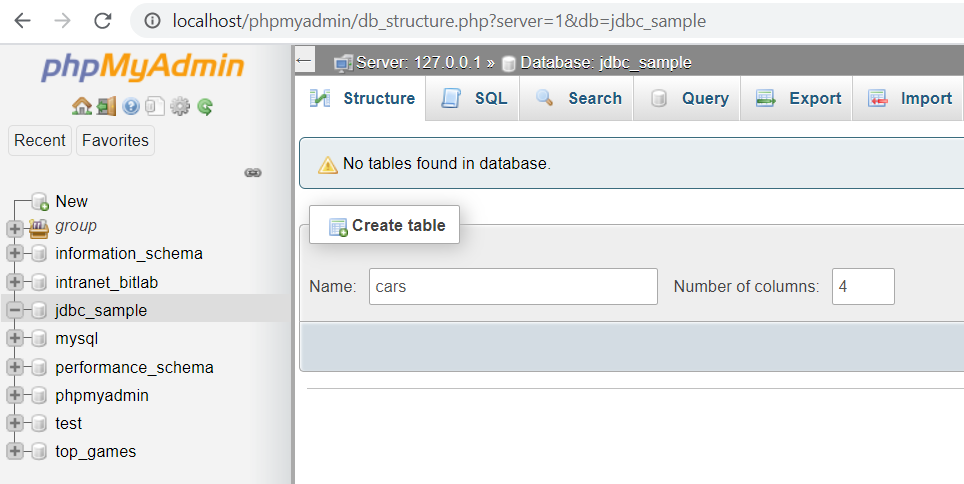 localhost/phpmyadmin/db_structure.php?server=1&db=jdbc_sample
phpMyAdmin
Recent Favorites
New
group
information_schema
intranet_bitlab
jdbc_sample
mysql
performance_schema
phpmyadmin
test
top_games
Server: 127.0.0.1 » Database: jdbc_sample
Structure SQL Search Query Export Import
No tables found in database.
Create table
Name: cars Number of columns: 4